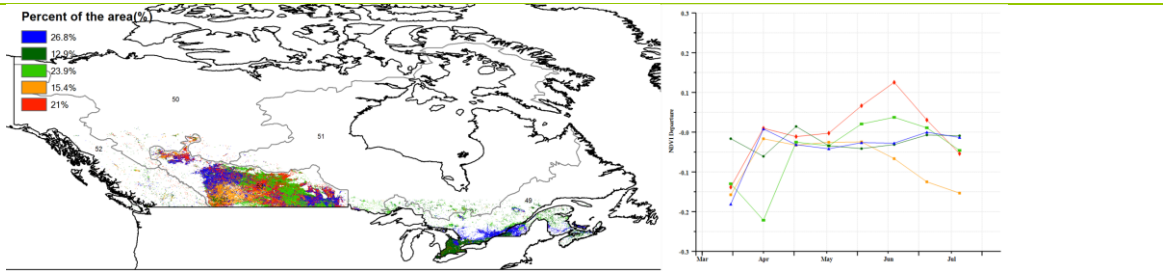 Percent of the area(%)
26.8%
12.9%
23.9%
15.4%
21%
50
51
52
49
NDVI Departure
0.3
0.2
0.1
-0.0
-0.1
-0.2
-0.3
Mar
Apr
May
Jun
Jul